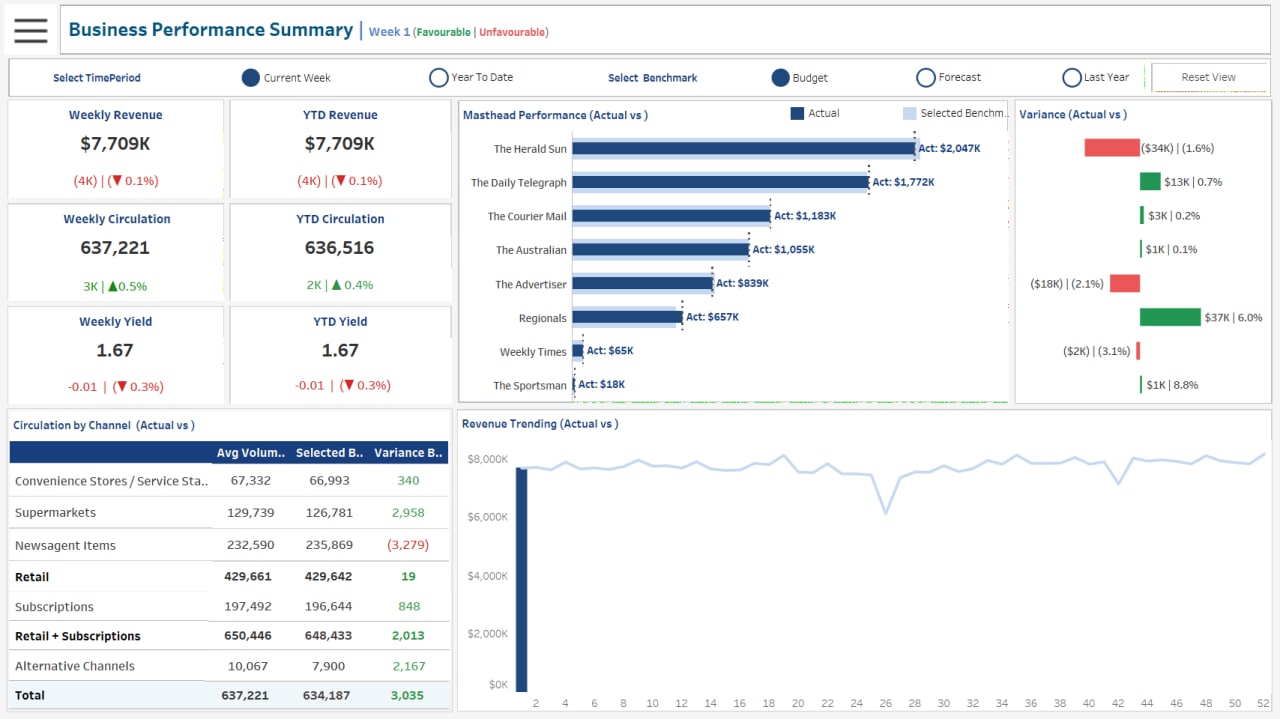 Business Performance Summary | Week 1 (Favourable | Unfavourable)
Select TimePeriod Current Week Year To Date Select Benchmark Budget Forecast Last Year Reset View
Weekly Revenue
$7,709K
(4K) | (▼ 0.1%)
YTD Revenue
$7,709K
(4K) | (▼ 0.1%)
Weekly Circulation
637,221
3K | ▲0.5%
YTD Circulation
636,516
2K | ▲ 0.4%
Weekly Yield
1.67
-0.01 | (▼ 0.3%)
YTD Yield
1.67
-0.01 | (▼ 0.3%)
Masthead Performance (Actual vs ) Actual Selected Benchm..
The Herald Sun Act: $2,047K
The Daily Telegraph Act: $1,772K
The Courier Mail Act: $1,183K
The Australian Act: $1,055K
The Advertiser Act: $839K
Regionals Act: $657K
Weekly Times Act: $65K
The Sportsman Act: $18K
Variance (Actual vs )
($34K) | (1.6%)
$13K | 0.7%
$3K | 0.2%
$1K | 0.1%
($18K) | (2.1%)
$37K | 6.0%
($2K) | (3.1%)
$1K | 8.8%
Circulation by Channel (Actual vs )
Avg Volum.. Selected B.. Variance B..
Convenience Stores / Service Sta.. 67,332 66,993 340
Supermarkets 129,739 126,781 2,958
Newsagent Items 232,590 235,869 (3,279)
Retail 429,661 429,642 19
Subscriptions 197,492 196,644 848
Retail + Subscriptions 650,446 648,433 2,013
Alternative Channels 10,067 7,900 2,167
Total 637,221 634,187 3,035
Revenue Trending (Actual vs )
$8,000K
$6,000K
$4,000K
$2,000K
$0K
2 4 6 8 10 12 14 16 18 20 22 24 26 28 30 32 34 36 38 40 42 44 46 48 50 52